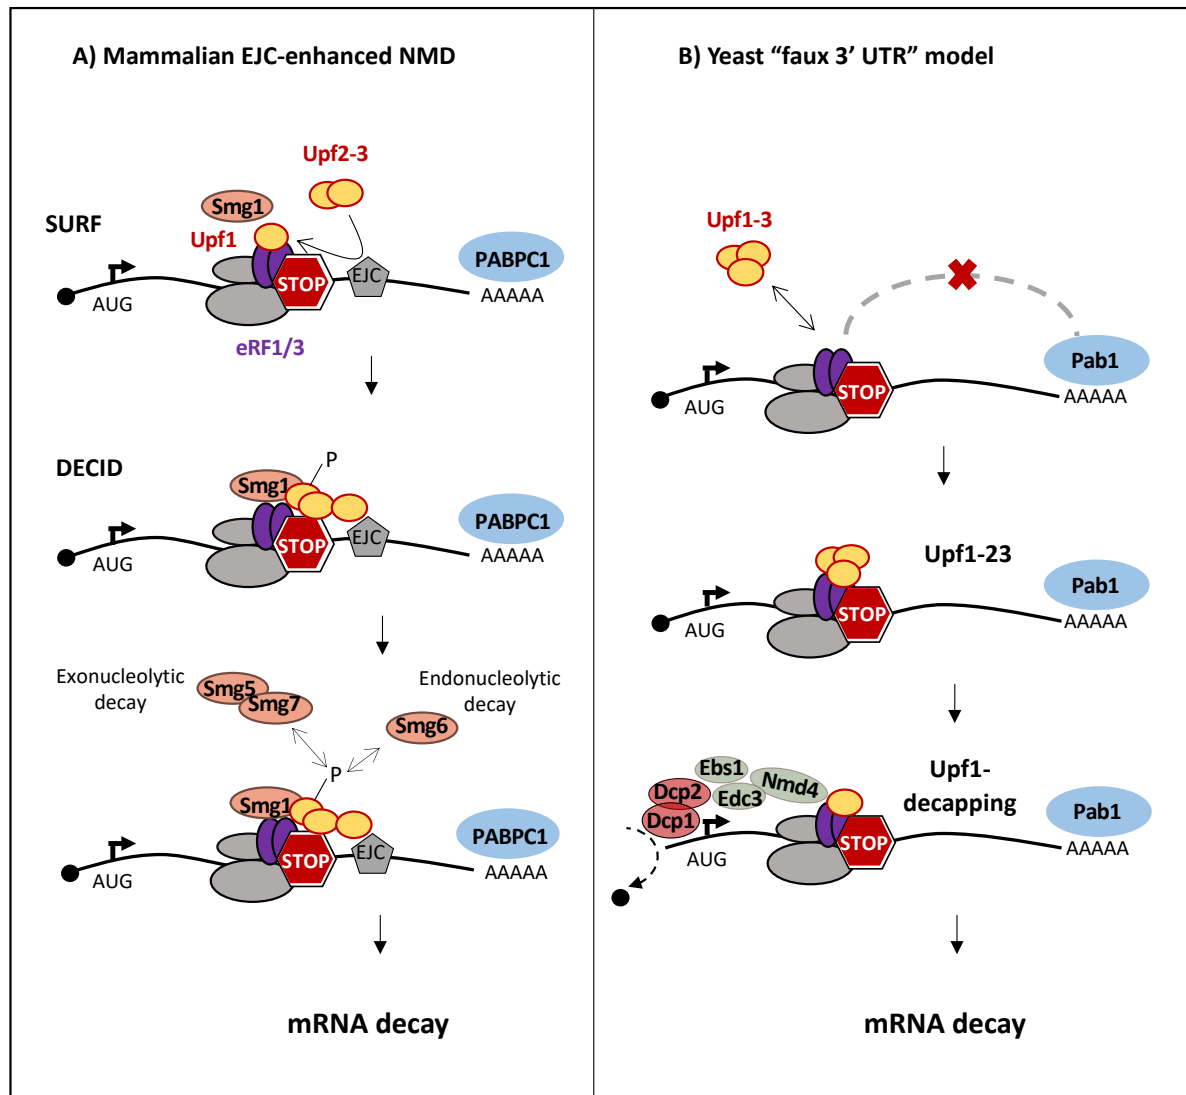 A) Mammalian EJC-enhanced NMD
Upf2-3
Smg1
SURF
Upf1
PABPC1
EJC
STOP
AUG
AAAAA
eRF1/3
P
DECID
Smg1
PABPC1
STOP
EJC
AUG
AAAAA
Exonucleolytic
decay
Endonucleolytic
decay
Smg5
Smg7
Smg6
P
Smg1
PABPC1
EJC
STOP
AUG
AAAAA
mRNA decay
B) Yeast “faux 3’ UTR” model
Upf1-3
Pab1
STOP
AUG
AAAAA
Upf1-23
Pab1
STOP
AUG
AAAAA
Ebs1
Nmd4
Upf1-
decapping
Dcp2
Edc3
Dcp1
Pab1
STOP
AUG
AAAAA
mRNA decay